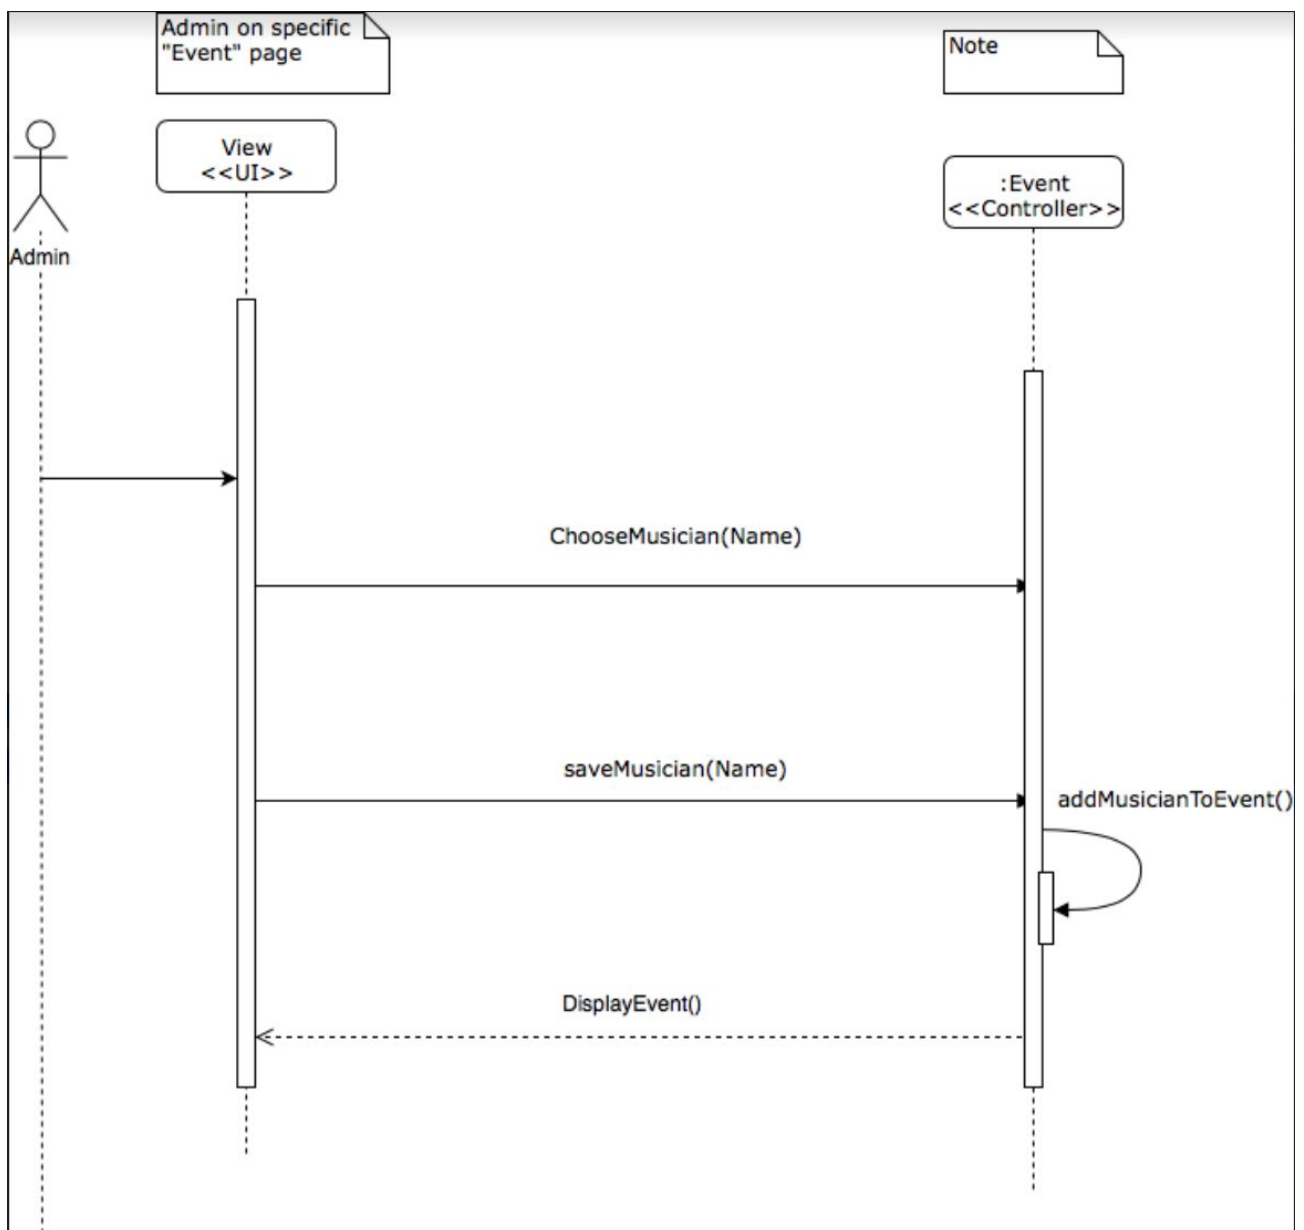 Admin on specific
"Event" page
Note
View
<<UI>>
:Event
<<Controller>>
Admin
ChooseMusician(Name)
saveMusician(Name)
addMusicianToEvent()
DisplayEvent()